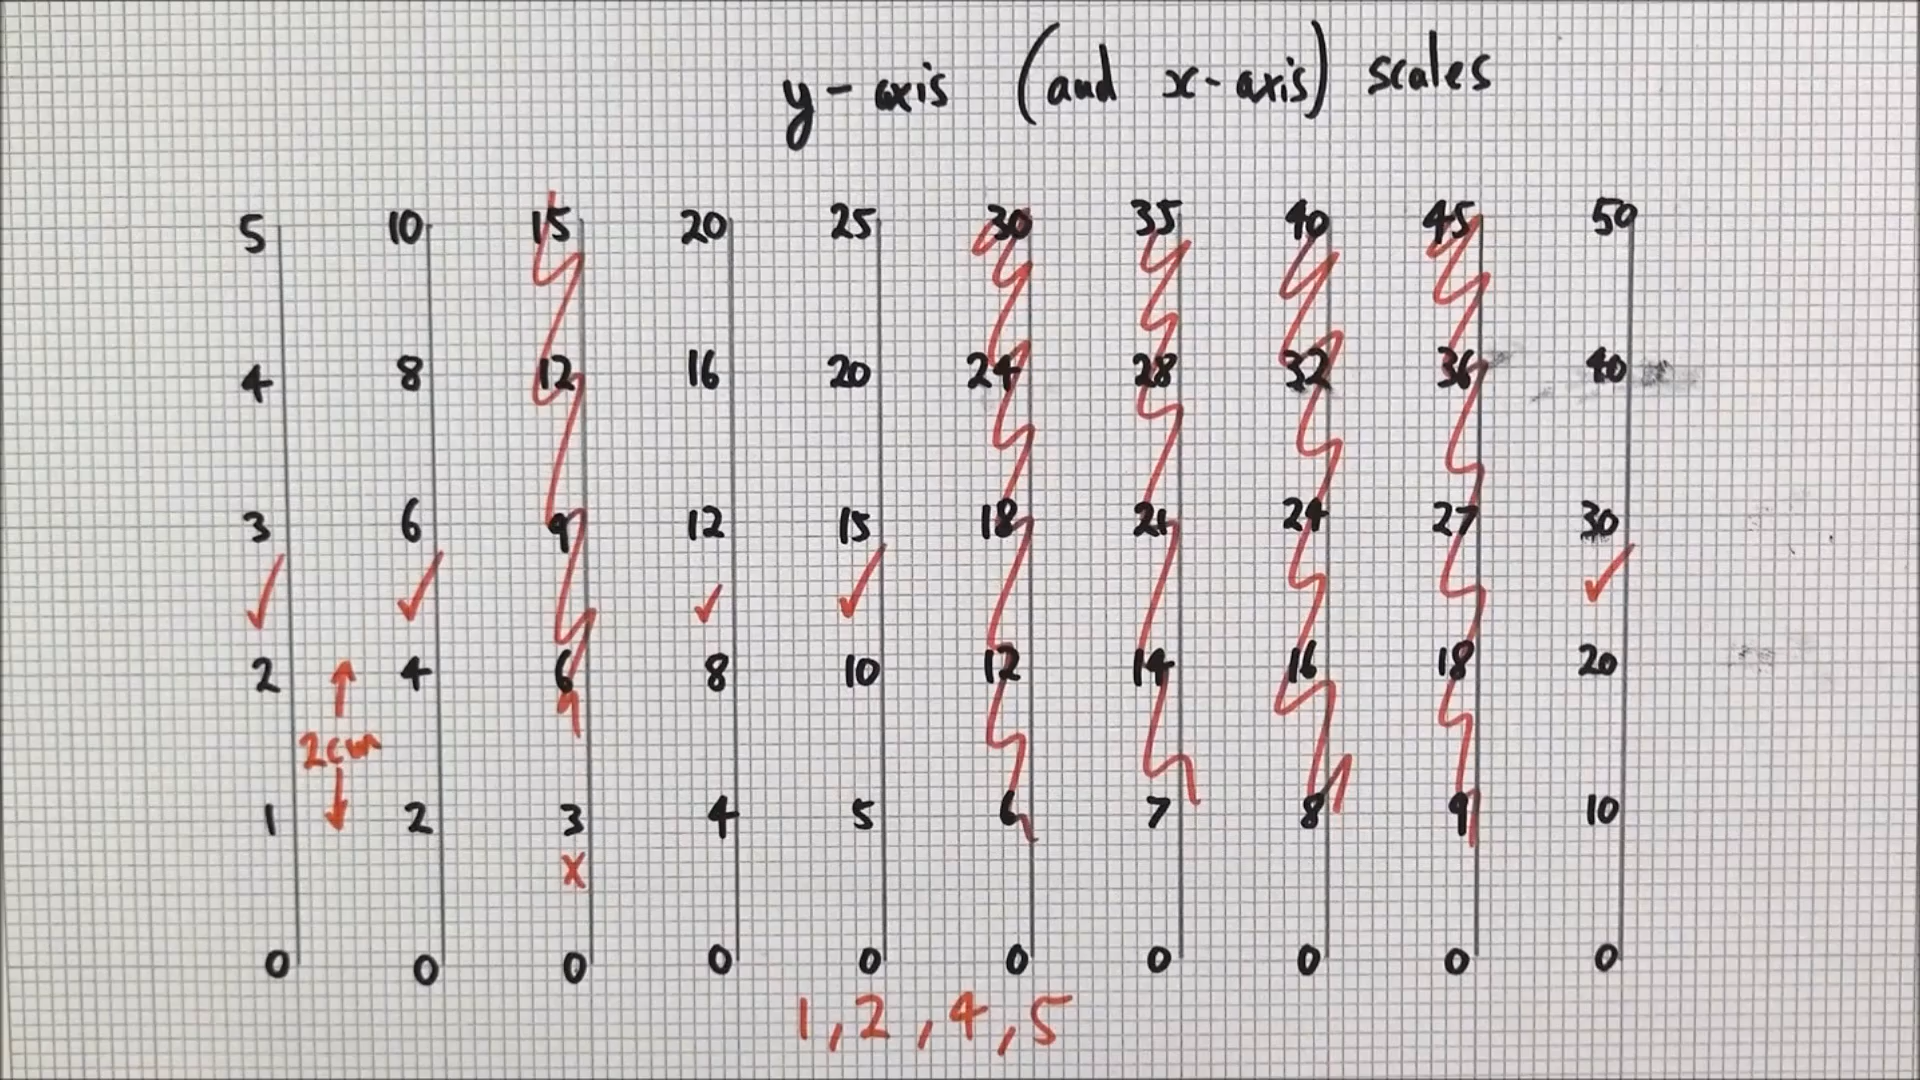 y-axis (and x-axis) scales
5 10 15 20 25 30 35 40 45 50
4 8 12 16 20 24 28 32 36 40
3 6 9 12 15 18 21 24 27 30
2 4 6 8 10 12 14 16 18 20
2cm
1 2 3 4 5 6 7 8 9 10
x
0 0 0 0 0 0 0 0 0 0
1, 2, 4, 5